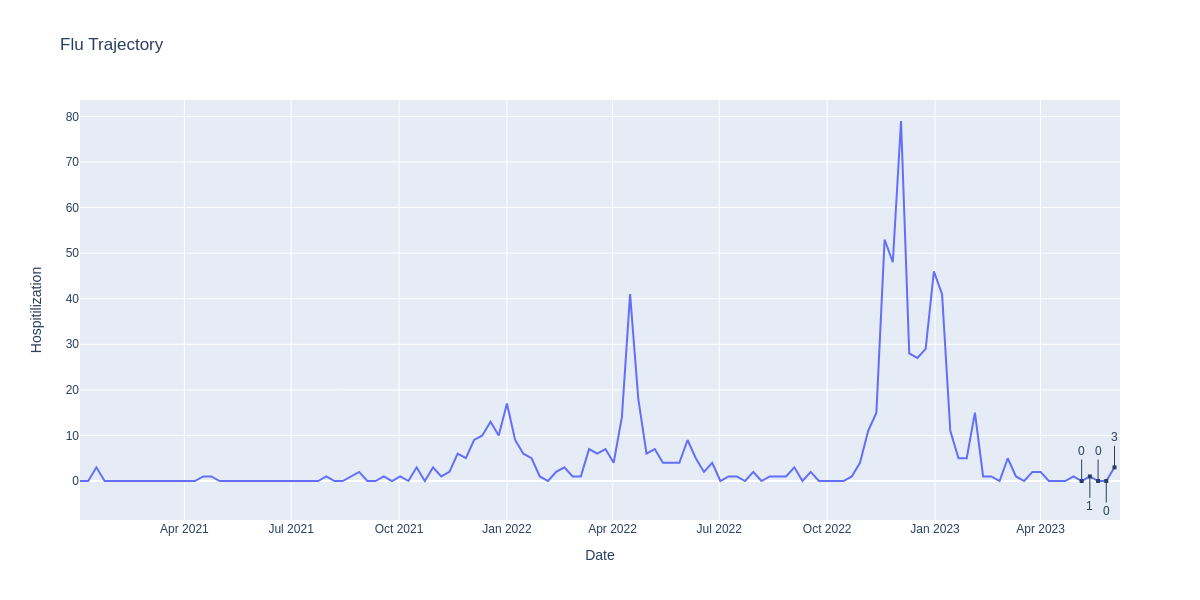 Flu Trajectory
80
70
60
50
40
30
20
10
0
Hospitilization
0
1
0
0
3
Apr 2021
Jul 2021
Oct 2021
Jan 2022
Apr 2022
Jul 2022
Oct 2022
Jan 2023
Apr 2023
Date